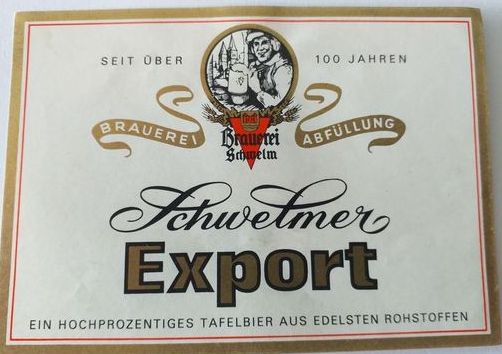 SEIT ÜBER 100 JAHREN
BRAUEREI ABFÜLLUNG
Brauerei
Schwelm
Schwelmer
Export
EIN HOCHPROZENTIGES TAFELBIER AUS EDELSTEN ROHSTOFFEN